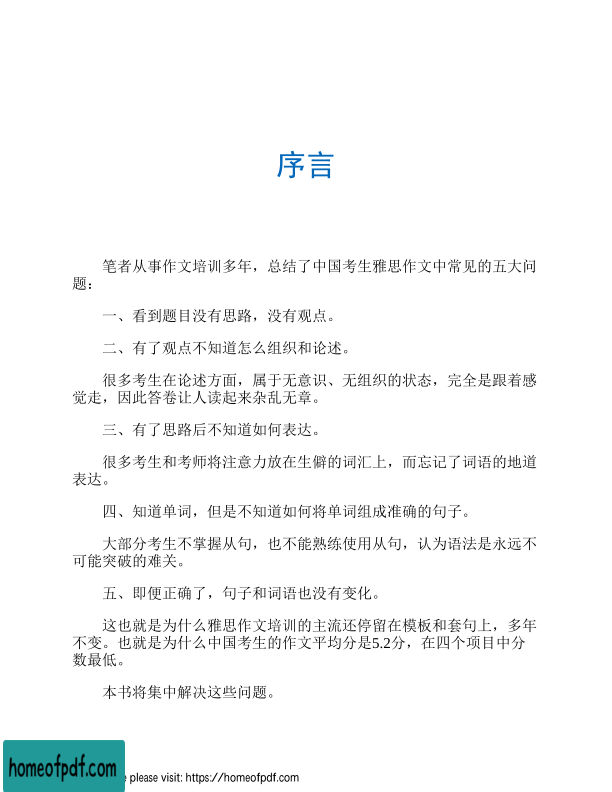 序言
笔者从事作文培训多年，总结了中国考生雅思作文中常见的五大问
题：
一、看到题目没有思路，没有观点。
二、有了观点不知道怎么组织和论述。
很多考生在论述方面，属于无意识、无组织的状态，完全是跟着感
觉走，因此答卷让人读起来杂乱无章。
三、有了思路后不知道如何表达。
很多考生和考师将注意力放在生僻的词汇上，而忘记了词语的地道
表达。
四、知道单词，但是不知道如何将单词组成准确的句子。
大部分考生不掌握从句，也不能熟练使用从句，认为语法是永远不
可能突破的难关。
五、即便正确了，句子和词语也没有变化。
这也就是为什么雅思作文培训的主流还停留在模板和套句上，多年
不变。也就是为什么中国考生的作文平均分是5.2分，在四个项目中分
数最低。
本书将集中解决这些问题。
homeofpdf.com
please visit: https://homeofpdf.com